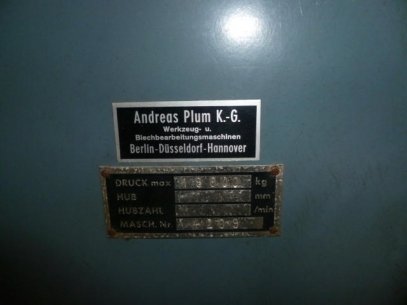 Andreas Plum K.-G.
Werkzeug- u.
Blechbearbeitungsmaschinen
Berlin-Düsseldorf-Hannover
DRUCK max kg
HUB mm
HUBZAHL /min
MASCH. Nr.